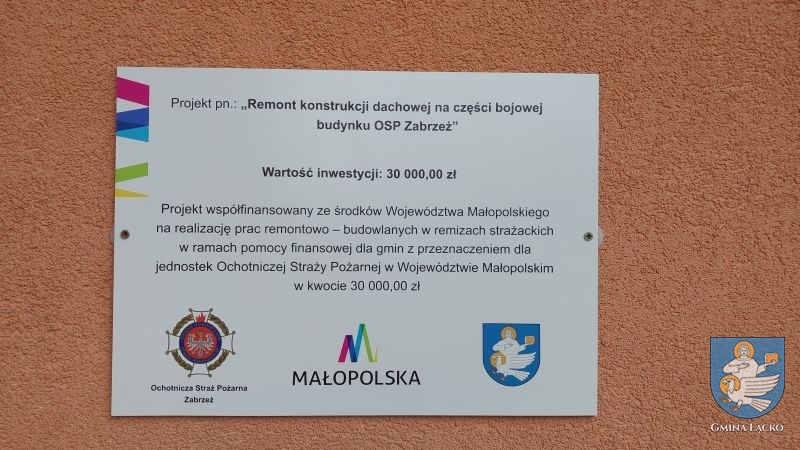 Projekt pn.: „Remont konstrukcji dachowej na części bojowej
budynku OSP Zabrzeż”
Wartość inwestycji: 30 000,00 zł
Projekt współfinansowany ze środków Województwa Małopolskiego
na realizację prac remontowo – budowlanych w remizach strażackich
w ramach pomocy finansowej dla gmin z przeznaczeniem dla
jednostek Ochotniczej Straży Pożarnej w Województwie Małopolskim
w kwocie 30 000,00 zł
Ochotnicza Straż Pożarna
Zabrzeż
MAŁOPOLSKA
Gmina Łącko